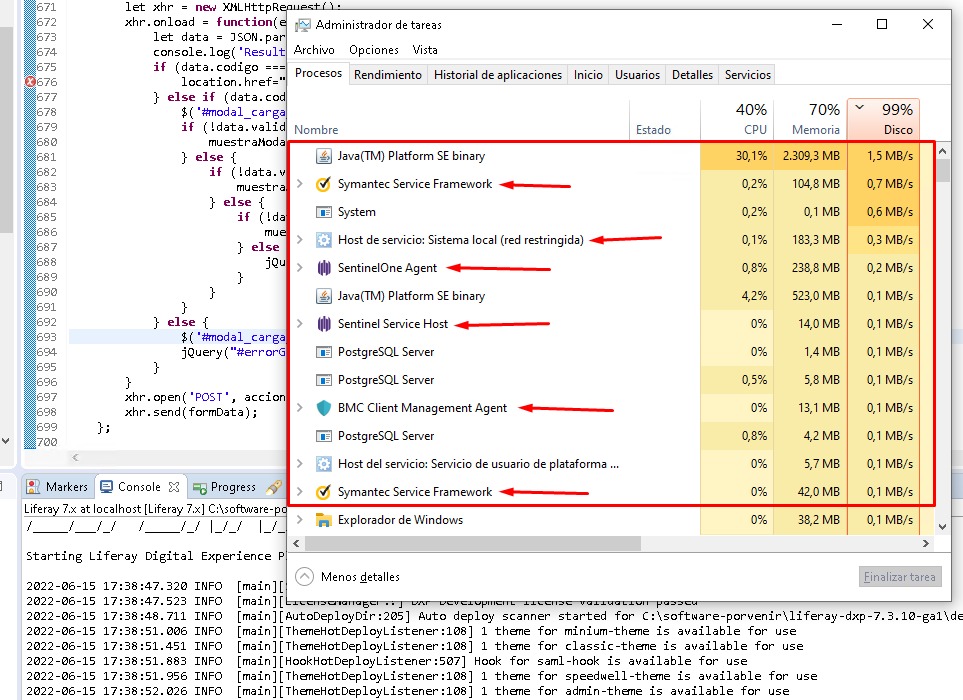 671 let xhr = new XMLHttpRequest();
672 xhr.onload = function(e
673 let data = JSON.par
674 console.log('Result
675 if (data.codigo ===
676 location.href="
677 } else if (data.cod
678 $('#modal_carga
679 if (!data.valid
680 muestraModa
681 } else {
682 if (!data.v
683 muestra
684 } else {
685 if (!da
686 mue
687 } else
688 jQu
689 }
690 }
691 }
692 } else {
693 $('#modal_carga
694 jQuery("#errorG
695 }
696 }
697 xhr.open('POST', accion
698 xhr.send(formData);
699 };
700
Administrador de tareas
Archivo Opciones Vista
Procesos Rendimiento Historial de aplicaciones Inicio Usuarios Detalles Servicios
40% 70% 99%
Nombre Estado CPU Memoria Disco
Java(TM) Platform SE binary 30,1% 2.309,3 MB 1,5 MB/s
Symantec Service Framework 0,2% 104,8 MB 0,7 MB/s
System 0,2% 0,1 MB 0,6 MB/s
Host de servicio: Sistema local (red restringida) 0,1% 183,3 MB 0,3 MB/s
SentinelOne Agent 0,8% 238,8 MB 0,2 MB/s
Java(TM) Platform SE binary 4,2% 523,0 MB 0,1 MB/s
Sentinel Service Host 0% 14,0 MB 0,1 MB/s
PostgreSQL Server 0% 1,4 MB 0,1 MB/s
PostgreSQL Server 0,5% 5,8 MB 0,1 MB/s
BMC Client Management Agent 0% 13,1 MB 0,1 MB/s
PostgreSQL Server 0,8% 4,2 MB 0,1 MB/s
Host del servicio: Servicio de usuario de plataforma ... 0% 5,7 MB 0,1 MB/s
Symantec Service Framework 0% 42,0 MB 0,1 MB/s
Explorador de Windows 0% 38,2 MB 0,1 MB/s
Menos detalles Finalizar tarea
Markers Console Progress
Liferay 7.x at localhost [Liferay 7.x] C:\software-po
/_____/___/_/ /_____/_/ |_/_/ |_/
Starting Liferay Digital Experience P
2022-06-15 17:38:47.320 INFO [main][
2022-06-15 17:38:47.523 INFO [main][LicenseManager:?] DXP Development license validation passed
2022-06-15 17:38:48.711 INFO [main][AutoDeployDir:205] Auto deploy scanner started for C:\software-porvenir\liferay-dxp-7.3.10-ga1\de
2022-06-15 17:38:51.006 INFO [main][ThemeHotDeployListener:108] 1 theme for minium-theme is available for use
2022-06-15 17:38:51.451 INFO [main][ThemeHotDeployListener:108] 1 theme for classic-theme is available for use
2022-06-15 17:38:51.883 INFO [main][HookHotDeployListener:507] Hook for saml-hook is available for use
2022-06-15 17:38:51.956 INFO [main][ThemeHotDeployListener:108] 1 theme for speedwell-theme is available for use
2022-06-15 17:38:52.026 INFO [main][ThemeHotDeployListener:108] 1 theme for admin-theme is available for use